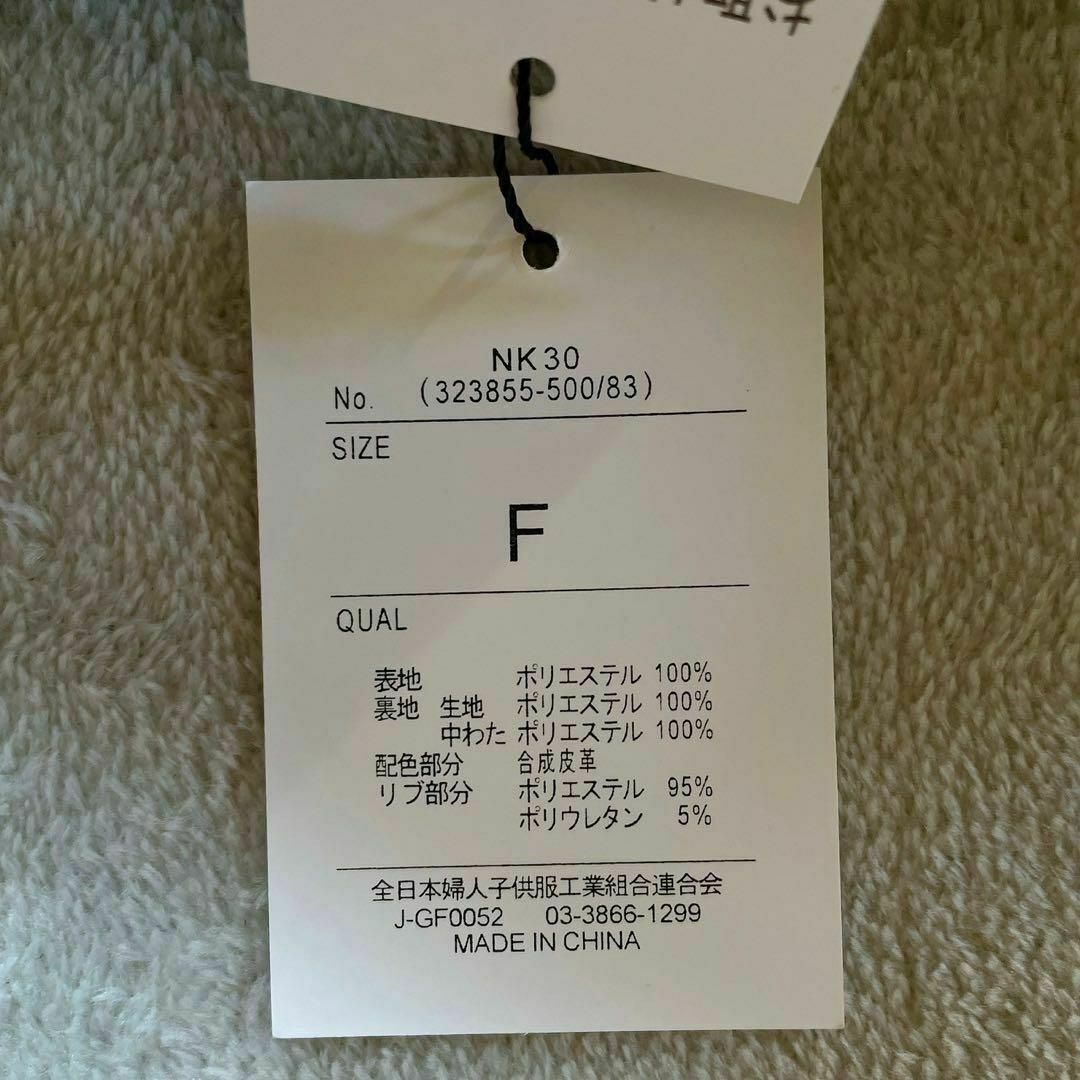 NK30
No. (323855-500/83)
SIZE
F
QUAL
表地 ポリエステル 100%
裏地 生地 ポリエステル 100%
中わた ポリエステル 100%
配色部分 合成皮革
リブ部分 ポリエステル 95%
ポリウレタン 5%
全日本婦人子供服工業組合連合会
J-GF0052 03-3866-1299
MADE IN CHINA